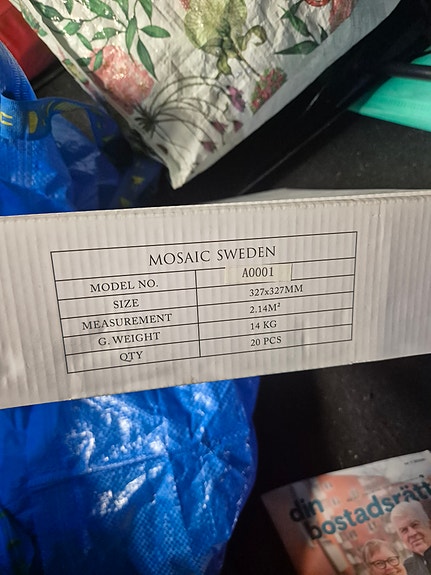 MOSAIC SWEDEN
MODEL NO. A0001
SIZE 327x327MM
MEASUREMENT 2.14M²
G. WEIGHT 14 KG
QTY 20 PCS
din
bostadsrätt